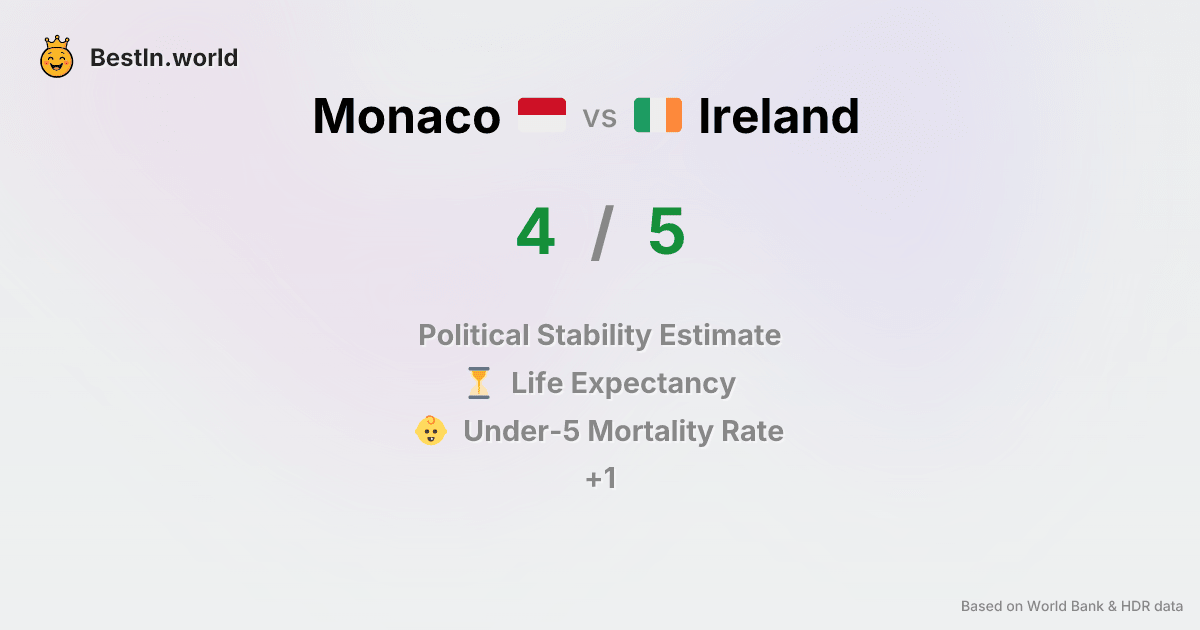 BestIn.world
Monaco vs Ireland
4 / 5
Political Stability Estimate
Life Expectancy
Under-5 Mortality Rate
+1
Based on World Bank & HDR data